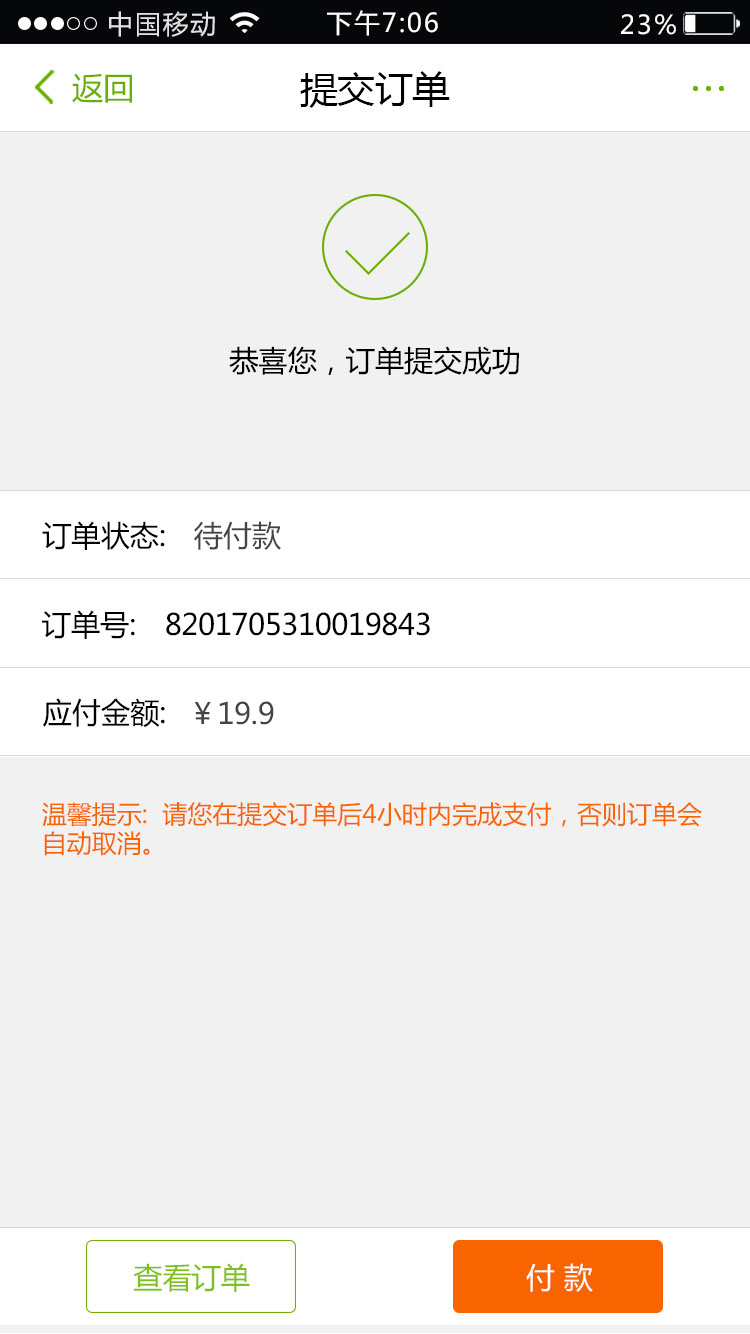 中国移动 下午7:06 23%
返回 提交订单
恭喜您，订单提交成功
订单状态: 待付款
订单号: 8201705310019843
应付金额: ¥ 19.9
温馨提示: 请您在提交订单后4小时内完成支付，否则订单会
自动取消。
查看订单 付 款